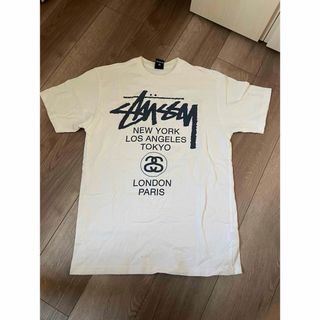 Stüssy
NEW YORK
LOS ANGELES
TOKYO
LONDON
PARIS